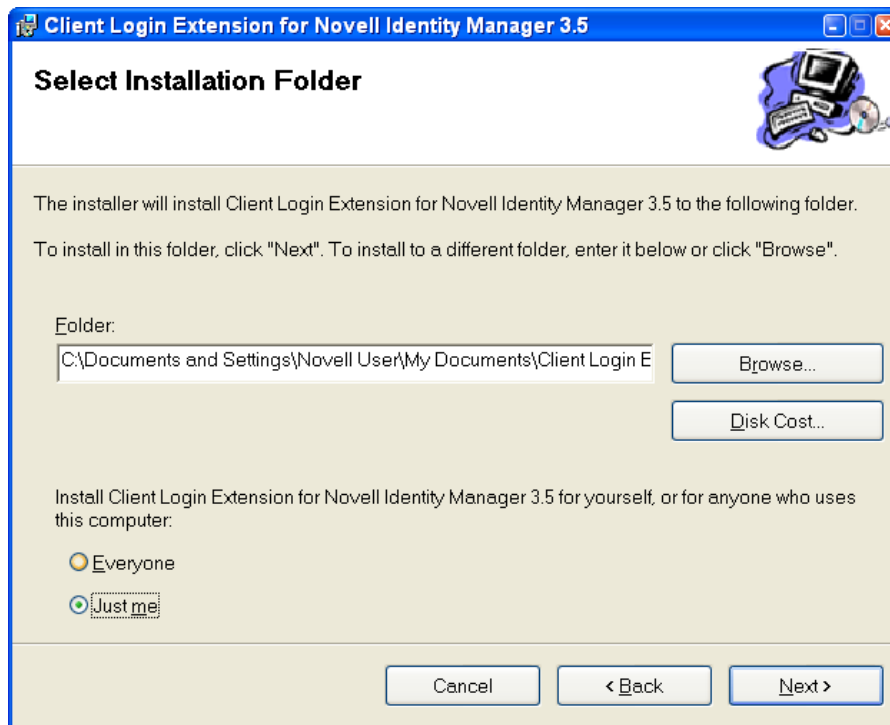 Client Login Extension for Novell Identity Manager 3.5
Select Installation Folder
The installer will install Client Login Extension for Novell Identity Manager 3.5 to the following folder.
To install in this folder, click "Next". To install to a different folder, enter it below or click "Browse".
Folder:
C:\Documents and Settings\Novell User\My Documents\Client Login E
Browse...
Disk Cost...
Install Client Login Extension for Novell Identity Manager 3.5 for yourself, or for anyone who uses
this computer:
Everyone
Just me
Cancel
< Back
Next >